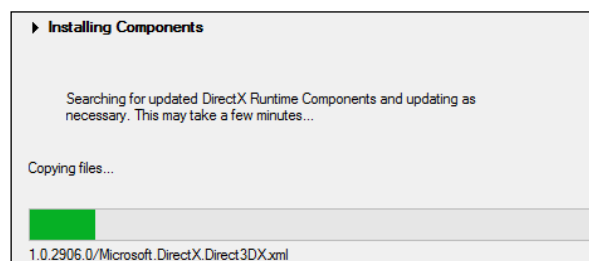 Installing Components
Searching for updated DirectX Runtime Components and updating as
necessary. This may take a few minutes...
Copying files...
1.0.2906.0/Microsoft.DirectX.Direct3DX.xml